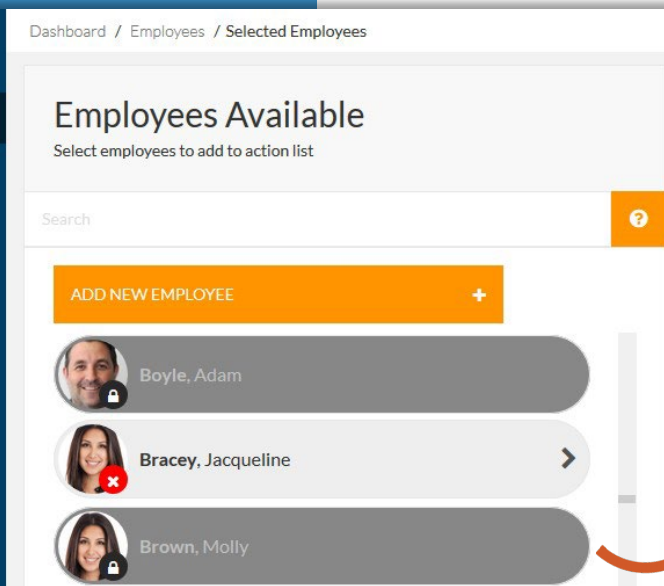 Dashboard / Employees / Selected Employees
Employees Available
Select employees to add to action list
Search
ADD NEW EMPLOYEE +
Boyle, Adam
Bracey, Jacqueline
Brown, Molly